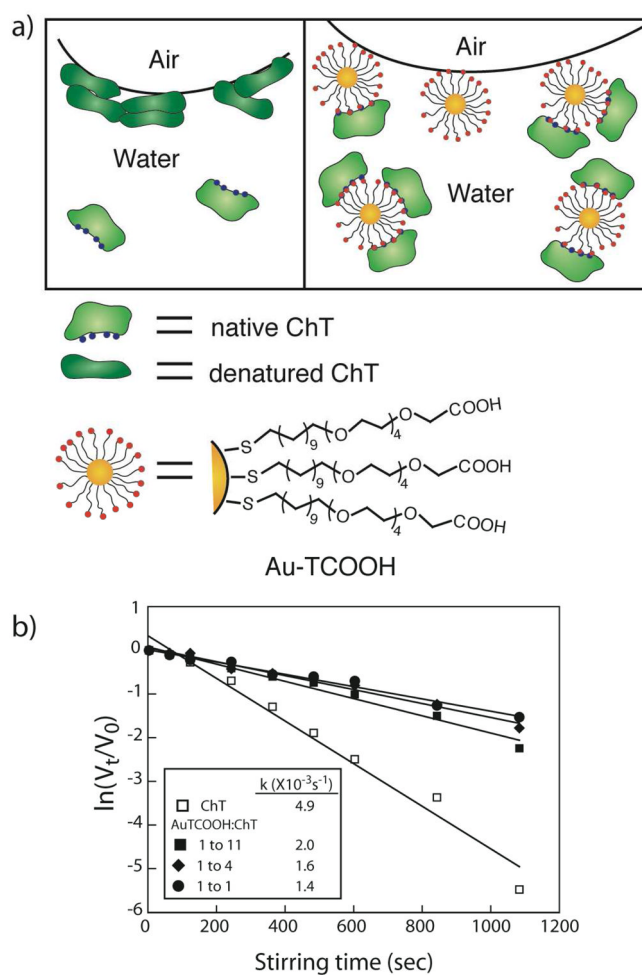 a)
Air
Water
Air
Water
= native ChT
= denatured ChT
=
S ( ) 9 ( O ) 4 O COOH
S ( ) 9 ( O ) 4 O COOH
S ( ) 9 ( O ) 4 O COOH
Au-TCOOH
b)
ln(Vt/V0)
1
0
-1
-2
-3
-4
-5
-6
k (X10-3s-1)
ChT 4.9
AuTCOOH:ChT
1 to 11 2.0
1 to 4 1.6
1 to 1 1.4
0 200 400 600 800 1000 1200
Stirring time (sec)